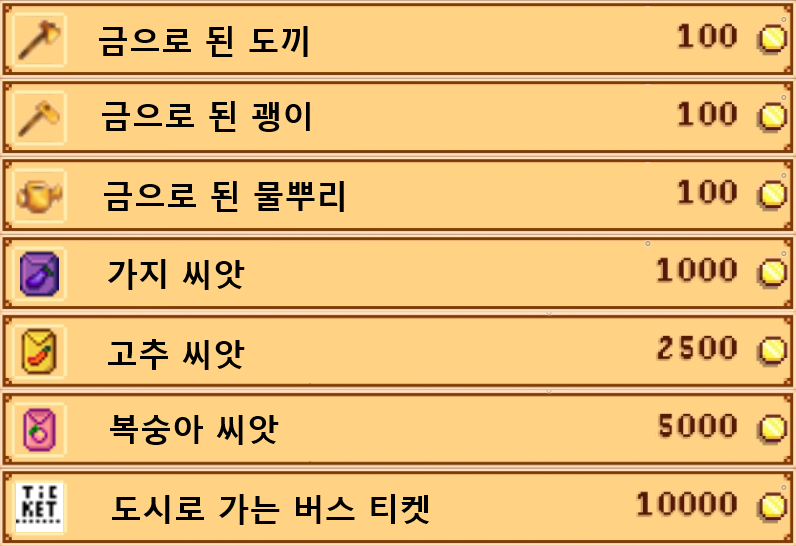 금으로 된 도끼 100
금으로 된 괭이 100
금으로 된 물뿌리 100
가지 씨앗 1000
고추 씨앗 2500
복숭아 씨앗 5000
TiC KET 도시로 가는 버스 티켓 10000